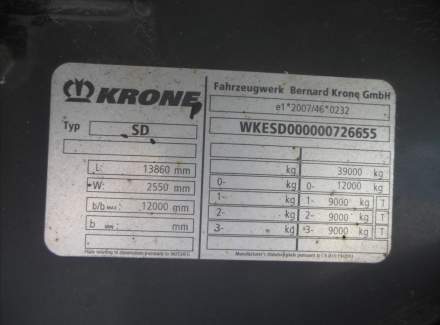 KRONE
Fahrzeugwerk Bernard Krone GmbH
e1*2007/46*0232
Typ SD
WKESD000000726655
L: 13860 mm
W: 2550 mm
b/b MAX: 12000 mm
b MIN: mm
kg 39000 kg
0- kg 0- 12000 kg
1- kg 1- 9000 kg T
2- kg 2- 9000 kg T
3- kg 3- 9000 kg T